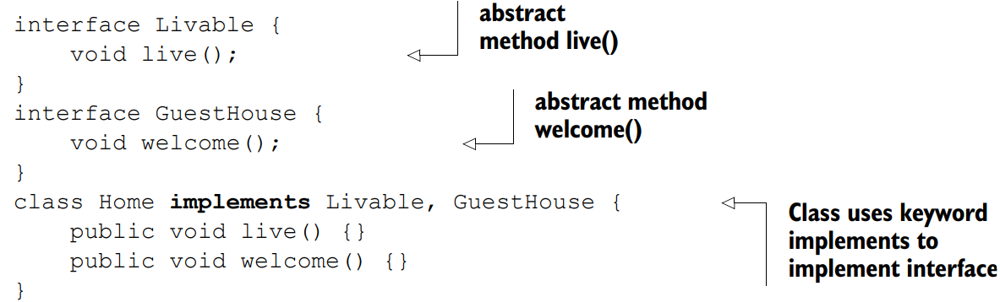 interface Livable {
    void live();
}
interface GuestHouse {
    void welcome();
}
class Home implements Livable, GuestHouse {
    public void live() {}
    public void welcome() {}
}
abstract
method live()
abstract method
welcome()
Class uses keyword
implements to
implement interface